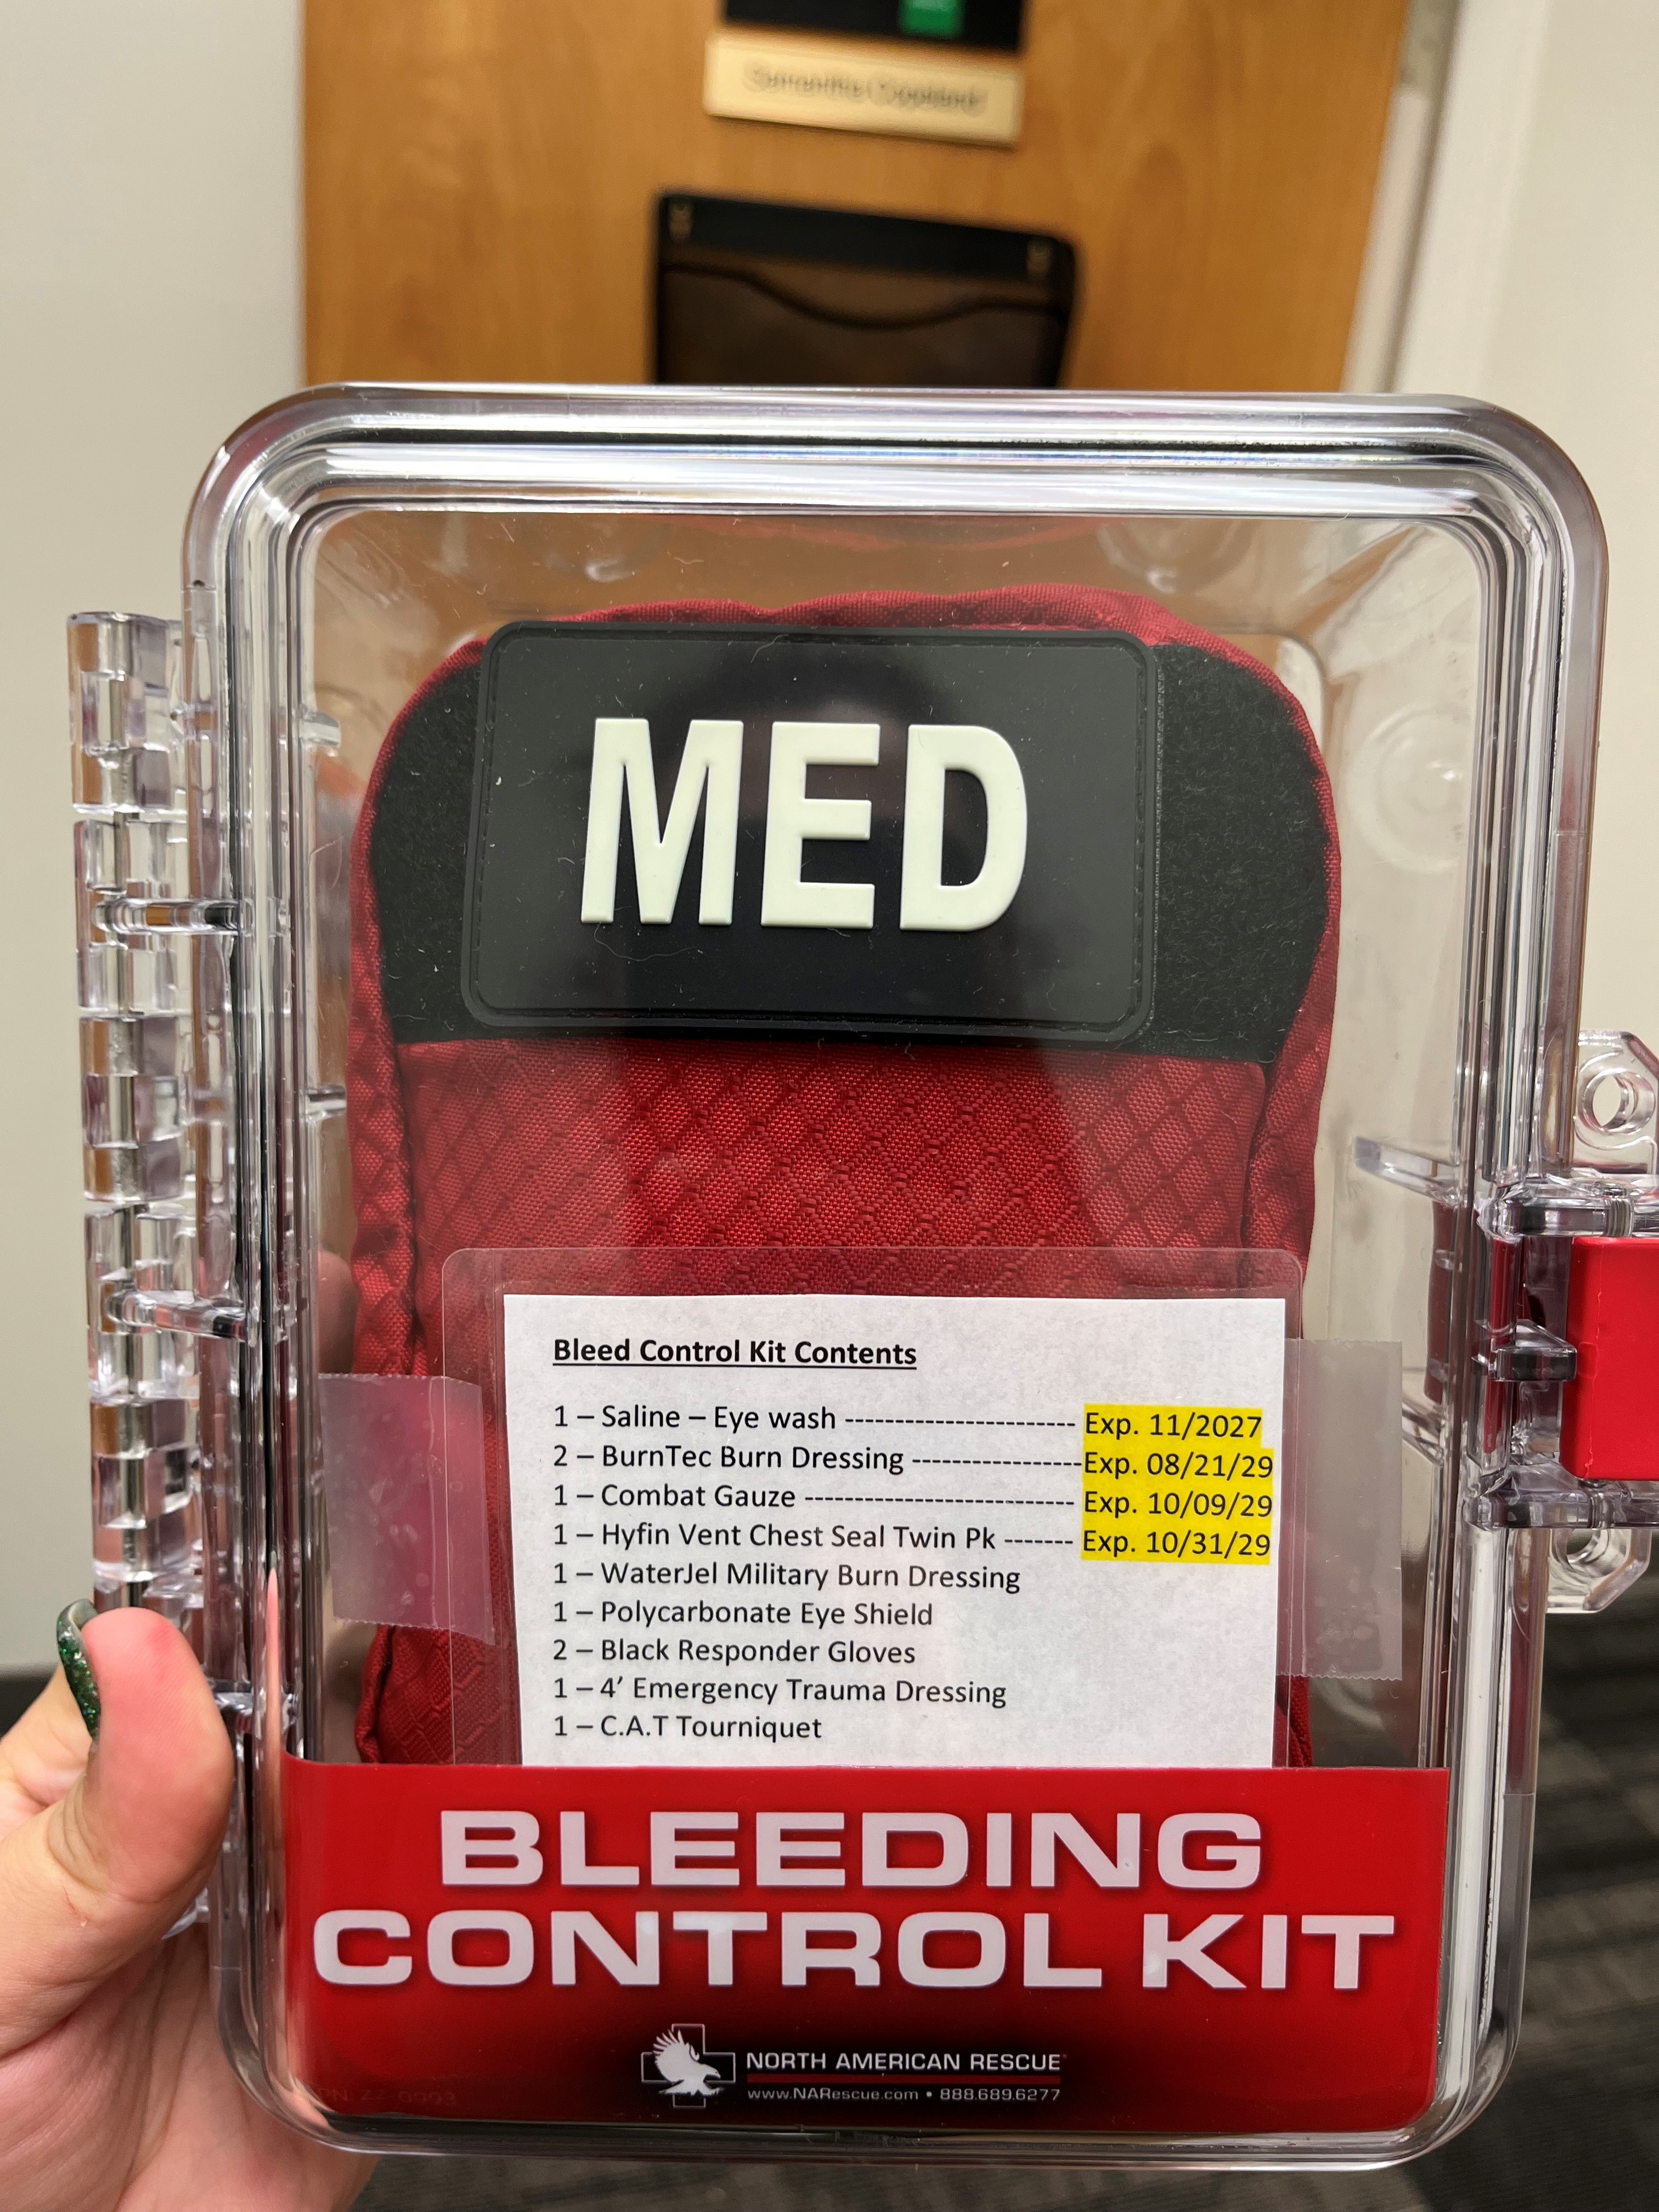 MED
Bleed Control Kit Contents
1 – Saline – Eye wash ----------------------- Exp. 11/2027
2 – BurnTec Burn Dressing -----------------Exp. 08/21/29
1 – Combat Gauze --------------------------- Exp. 10/09/29
1 – Hyfin Vent Chest Seal Twin Pk ------- Exp. 10/31/29
1 – WaterJel Military Burn Dressing
1 – Polycarbonate Eye Shield
2 – Black Responder Gloves
1 – 4’ Emergency Trauma Dressing
1 – C.A.T Tourniquet
BLEEDING
CONTROL KIT
NORTH AMERICAN RESCUE
www.NARescue.com • 888.689.6277